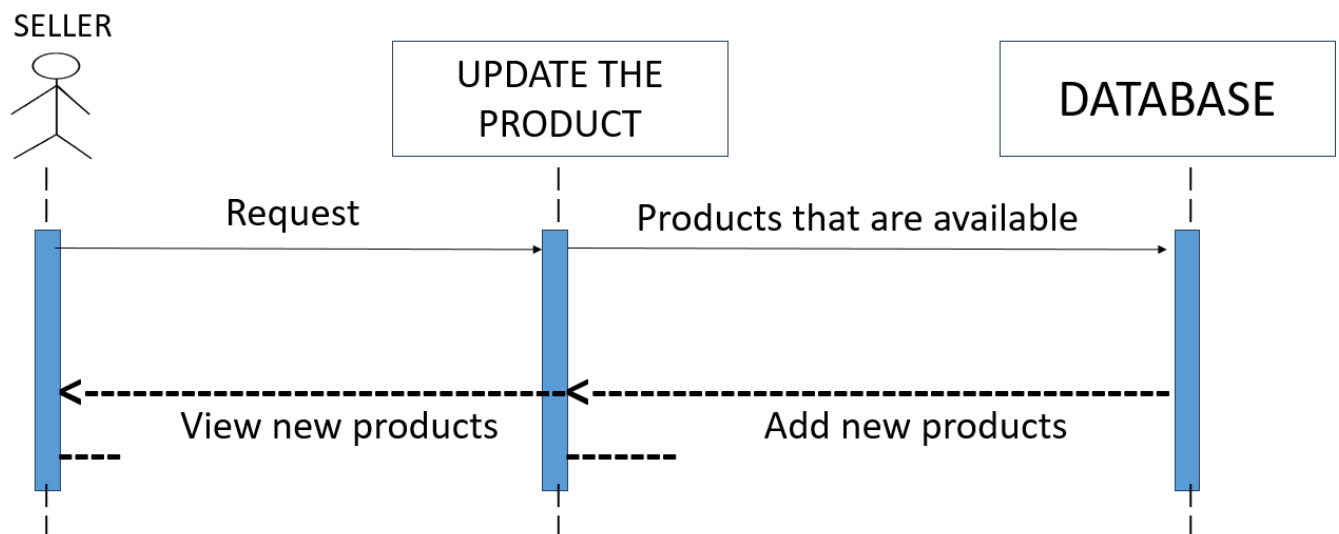 SELLER
UPDATE THE
PRODUCT
DATABASE
Request
Products that are available
View new products
Add new products